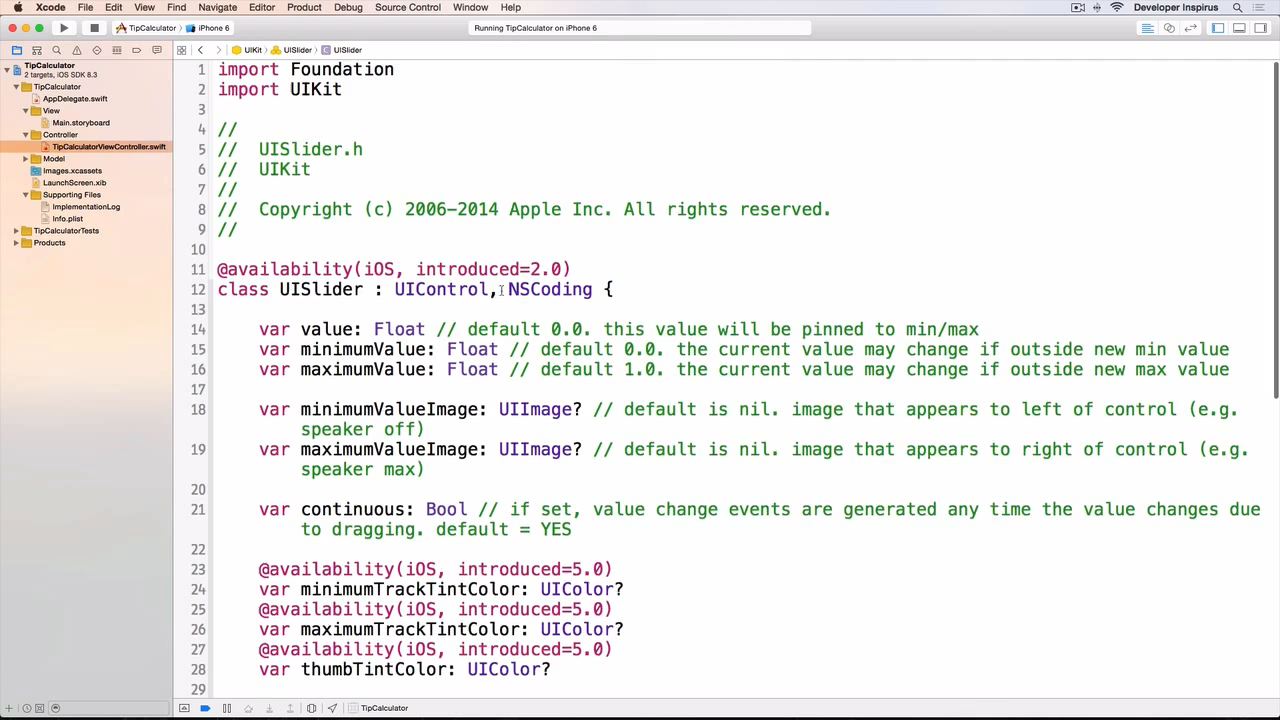 Xcode File Edit View Find Navigate Editor Product Debug Source Control Window Help Developer Inspirus
TipCalculator iPhone 6 Running TipCalculator on iPhone 6
UIKit UISlider UISlider
TipCalculator
2 targets, iOS SDK 8.3
TipCalculator
AppDelegate.swift
View
Main.storyboard
Controller
TipCalculatorViewController.swift
Model
Images.xcassets
LaunchScreen.xib
Supporting Files
ImplementationLog
Info.plist
TipCalculatorTests
Products
1 import Foundation
2 import UIKit
3
4 //
5 //  UISlider.h
6 //  UIKit
7 //
8 //  Copyright (c) 2006-2014 Apple Inc. All rights reserved.
9 //
10
11 @availability(iOS, introduced=2.0)
12 class UISlider : UIControl, NSCoding {
13
14     var value: Float // default 0.0. this value will be pinned to min/max
15     var minimumValue: Float // default 0.0. the current value may change if outside new min value
16     var maximumValue: Float // default 1.0. the current value may change if outside new max value
17
18     var minimumValueImage: UIImage? // default is nil. image that appears to left of control (e.g.
speaker off)
19     var maximumValueImage: UIImage? // default is nil. image that appears to right of control (e.g.
speaker max)
20
21     var continuous: Bool // if set, value change events are generated any time the value changes due
to dragging. default = YES
22
23     @availability(iOS, introduced=5.0)
24     var minimumTrackTintColor: UIColor?
25     @availability(iOS, introduced=5.0)
26     var maximumTrackTintColor: UIColor?
27     @availability(iOS, introduced=5.0)
28     var thumbTintColor: UIColor?
29
TipCalculator